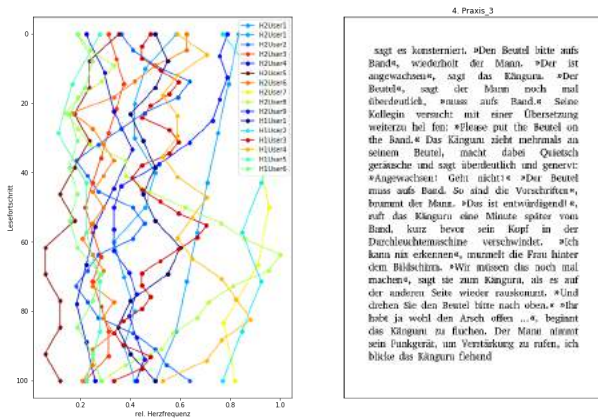 4. Praxis_3
0
20
40
60
80
100
Lesefortschritt
0.2
0.4
0.6
0.8
1.0
rel. Herzfrequenz
H2User1
H1User1
H2User2
H2User3
H2User4
H2User5
H2User6
H2User7
H2User8
H2User9
H1User1
H1User2
H1User3
H1User4
H1User5
H1User6
sagt es konsterniert. »Den Beutel bitte aufs
Band«, wiederholt der Mann. »Der ist
angewachsen«, sagt das Känguru. »Der
Beutel«, sagt der Mann noch mal
überdeutlich, »muss aufs Band.« Seine
Kollegin versucht mit einer Übersetzung
weiterzu hel fen: »Please put the Beutel on
the Band.« Das Känguru zieht mehrmals an
seinem Beutel, macht dabei Quietsch
geräusche und sagt überdeutlich und genervt:
»Angewachsen! Geht nicht!« »Der Beutel
muss aufs Band. So sind die Vorschriften«,
brummt der Mann. »Das ist entwürdigend!«,
ruft das Känguru eine Minute später vom
Band, kurz bevor sein Kopf in der
Durchleuchtemaschine verschwindet. »Ich
kann nix erkennen«, murmelt die Frau hinter
dem Bildschirm. »Wir müssen das noch mal
machen«, sagt sie zum Känguru, als es auf
der anderen Seite wieder rauskommt. »Und
drehen Sie den Beutel bitte nach oben.« »Ihr
habt ja wohl den Arsch offen ...«, beginnt
das Känguru zu fluchen. Der Mann nimmt
sein Funkgerät, um Verstärkung zu rufen, ich
blicke das Känguru flehend